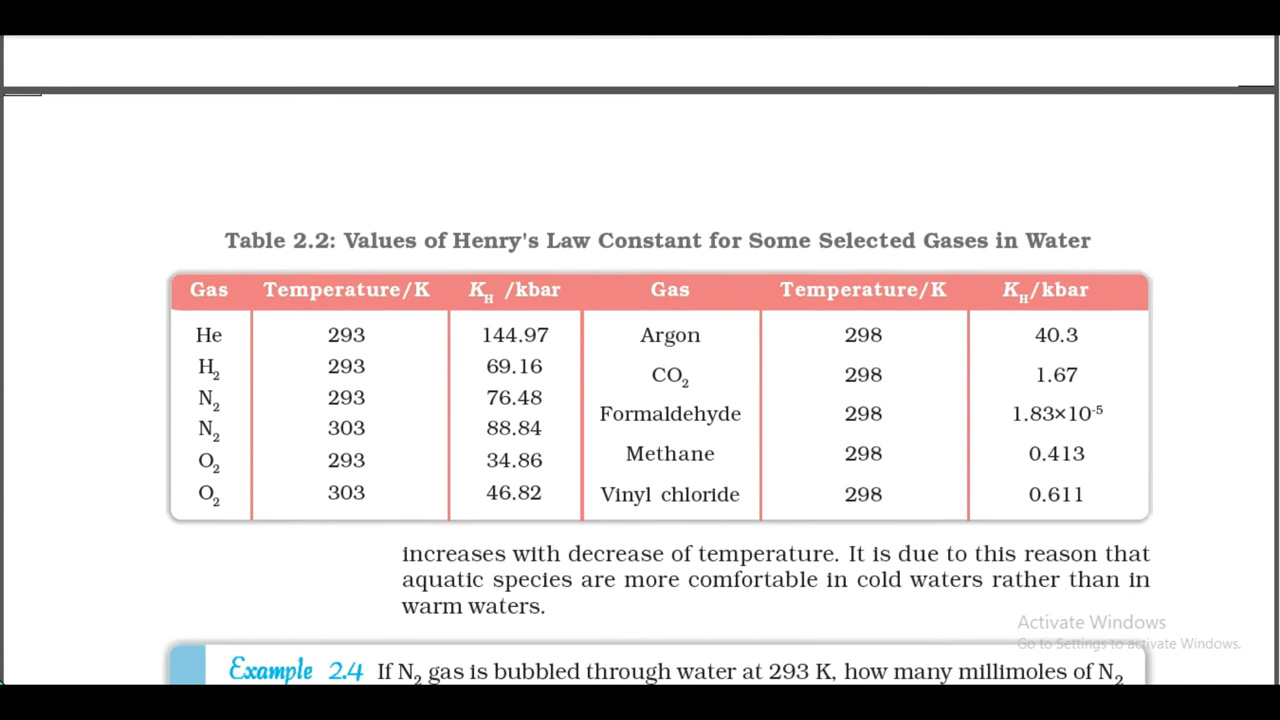 Table 2.2: Values of Henry's Law Constant for Some Selected Gases in Water
Gas Temperature/K K_H /kbar Gas Temperature/K K_H/kbar
He 293 144.97 Argon 298 40.3
H₂ 293 69.16 CO₂ 298 1.67
N₂ 293 76.48 Formaldehyde 298 1.83×10⁻⁵
N₂ 303 88.84 Methane 298 0.413
O₂ 293 34.86 Vinyl chloride 298 0.611
O₂ 303 46.82
increases with decrease of temperature. It is due to this reason that
aquatic species are more comfortable in cold waters rather than in
warm waters.
Activate Windows
Go to Settings to activate Windows.
Example 2.4 If N₂ gas is bubbled through water at 293 K, how many millimoles of N₂